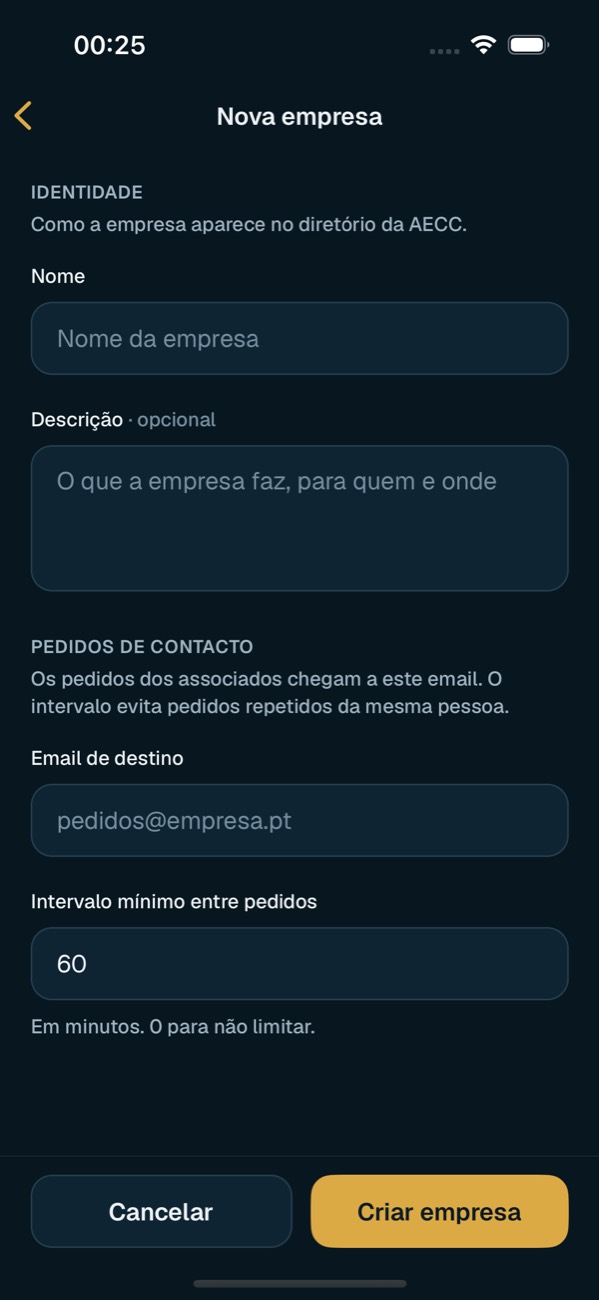 00:25
Nova empresa
IDENTIDADE
Como a empresa aparece no diretório da AECC.
Nome
Nome da empresa
Descrição · opcional
O que a empresa faz, para quem e onde
PEDIDOS DE CONTACTO
Os pedidos dos associados chegam a este email. O
intervalo evita pedidos repetidos da mesma pessoa.
Email de destino
pedidos@empresa.pt
Intervalo mínimo entre pedidos
60
Em minutos. 0 para não limitar.
Cancelar
Criar empresa